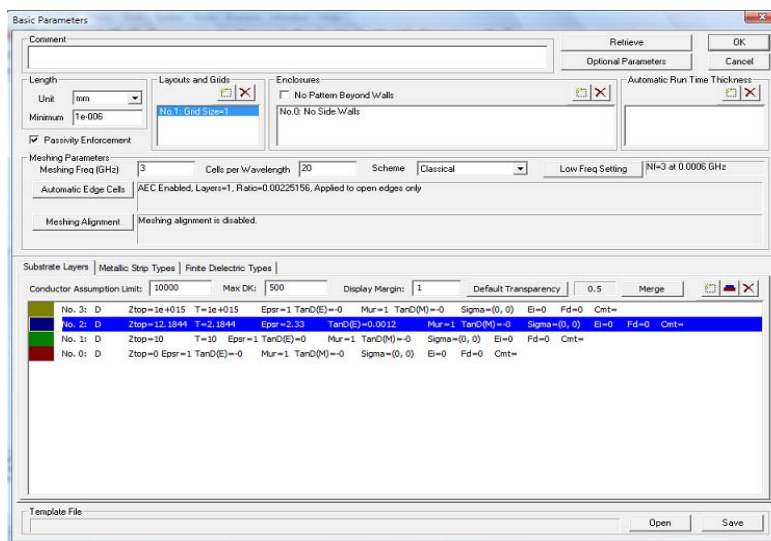 Basic Parameters
Comment
Retrieve OK
Optional Parameters Cancel
Length Layouts and Grids Enclosures Automatic Run Time Thickness
Unit mm No Pattern Beyond Walls
Minimum 1e-006 No.1: Grid Size=1 No.0: No Side Walls
Passivity Enforcement
Meshing Parameters
Meshing Freq (GHz) 3 Cells per Wavelength 20 Scheme Classical Low Freq Setting Nf=3 at 0.0006 GHz
Automatic Edge Cells AEC Enabled, Layers=1, Ratio=0.00225156, Applied to open edges only
Meshing Alignment Meshing alignment is disabled.
Substrate Layers Metallic Strip Types Finite Dielectric Types
Conductor Assumption Limit: 10000 Max DK: 500 Display Margin: 1 Default Transparency 0.5 Merge
No. 3: D Ztop=1e+015 T=1e+015 Epsr=1 TanD(E)=-0 Mur=1 TanD(M)=-0 Sigma=(0, 0) Ei=0 Fd=0 Cmt=
No. 2: D Ztop=12.1844 T=2.1844 Epsr=2.33 TanD(E)=0.0012 Mur=1 TanD(M)=-0 Sigma=(0, 0) Ei=0 Fd=0 Cmt=
No. 1: D Ztop=10 T=10 Epsr=1 TanD(E)=0 Mur=1 TanD(M)=-0 Sigma=(0, 0) Ei=0 Fd=0 Cmt=
No. 0: D Ztop=0 Epsr=1 TanD(E)=-0 Mur=1 TanD(M)=-0 Sigma=(0, 0) Ei=0 Fd=0 Cmt=
Template File
Open Save